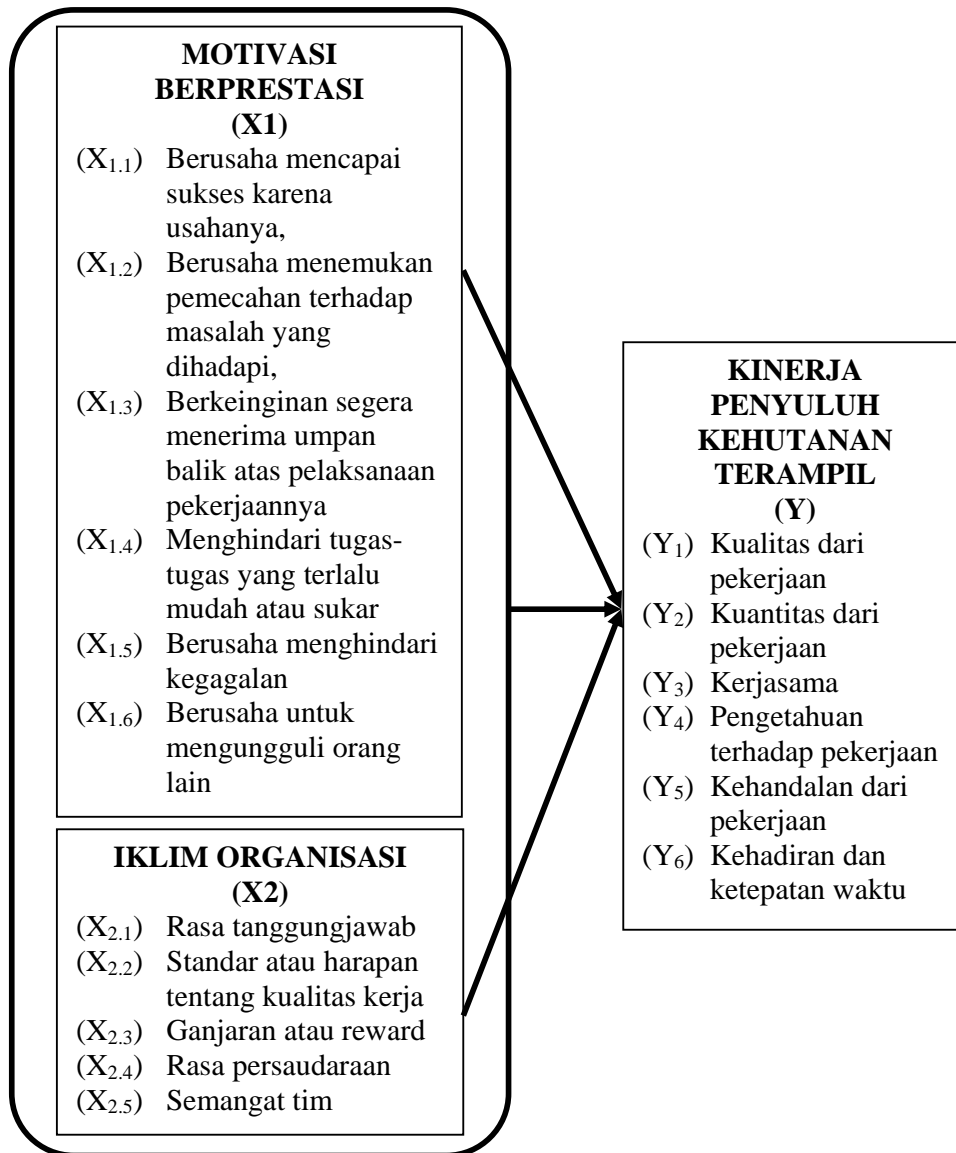 MOTIVASI
BERPRESTASI
(X1)
(X1.1) Berusaha mencapai
sukses karena
usahanya,
(X1.2) Berusaha menemukan
pemecahan terhadap
masalah yang
dihadapi,
(X1.3) Berkeinginan segera
menerima umpan
balik atas pelaksanaan
pekerjaannya
(X1.4) Menghindari tugas-
tugas yang terlalu
mudah atau sukar
(X1.5) Berusaha menghindari
kegagalan
(X1.6) Berusaha untuk
mengungguli orang
lain
IKLIM ORGANISASI
(X2)
(X2.1) Rasa tanggungjawab
(X2.2) Standar atau harapan
tentang kualitas kerja
(X2.3) Ganjaran atau reward
(X2.4) Rasa persaudaraan
(X2.5) Semangat tim
KINERJA
PENYULUH
KEHUTANAN
TERAMPIL
(Y)
(Y1) Kualitas dari
pekerjaan
(Y2) Kuantitas dari
pekerjaan
(Y3) Kerjasama
(Y4) Pengetahuan
terhadap pekerjaan
(Y5) Kehandalan dari
pekerjaan
(Y6) Kehadiran dan
ketepatan waktu